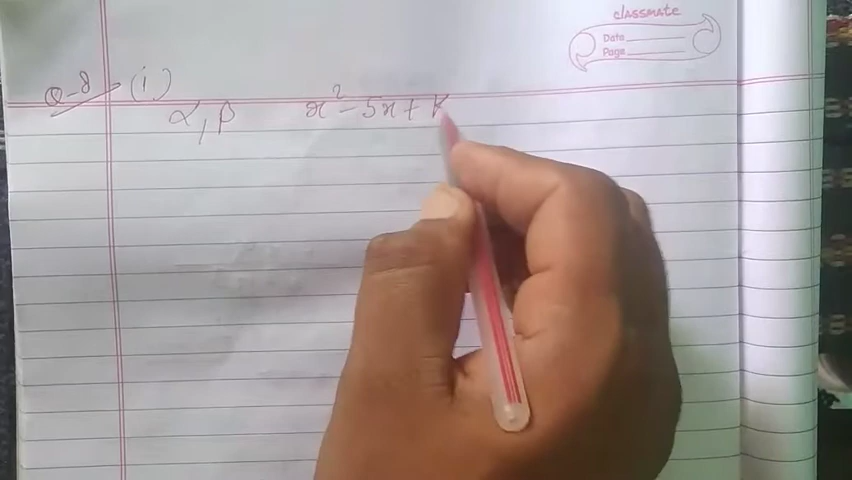 classmate
Date
Page
Q-8 (i)
α, β x² - 5x + K